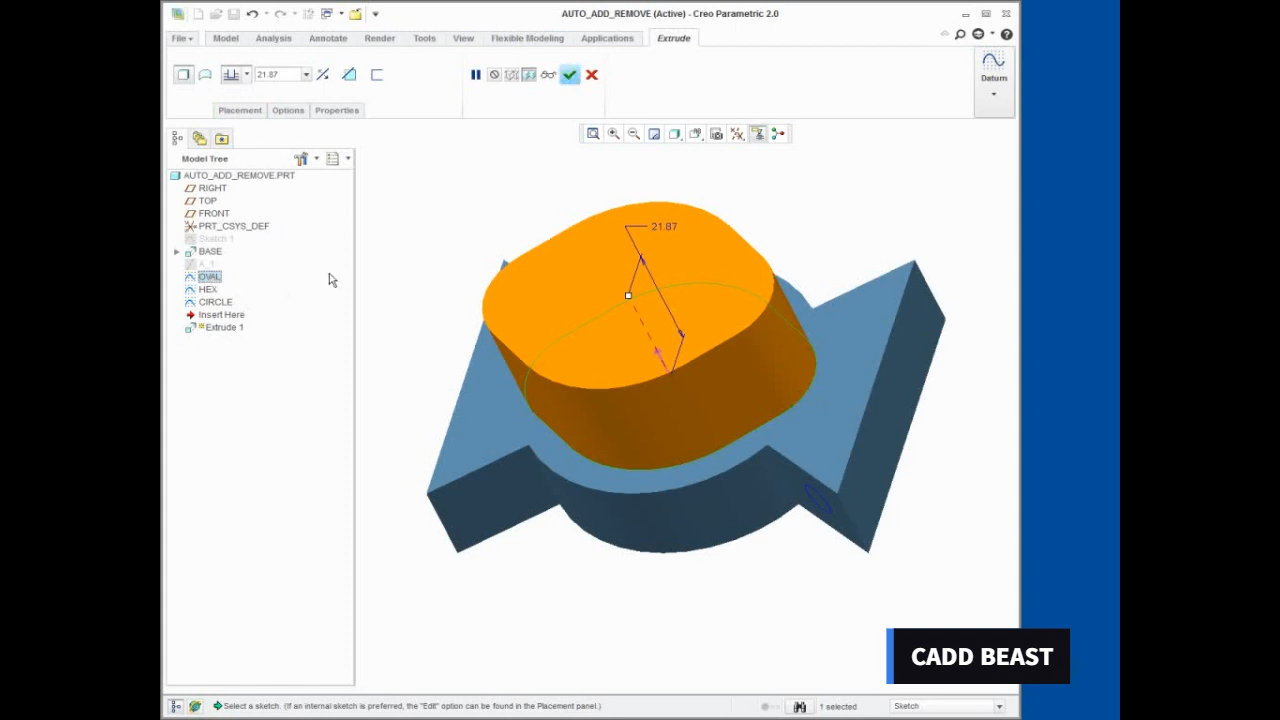 AUTO_ADD_REMOVE (Active) - Creo Parametric 2.0
File Model Analysis Annotate Render Tools View Flexible Modeling Applications Extrude
21.87
Datum
Placement Options Properties
Model Tree
AUTO_ADD_REMOVE.PRT
RIGHT
TOP
FRONT
PRT_CSYS_DEF
Sketch 1
BASE
A_1
OVAL
HEX
CIRCLE
Insert Here
Extrude 1
21.87
CADD BEAST
Select a sketch. (If an internal sketch is preferred, the "Edit" option can be found in the Placement panel.)
1 selected
Sketch